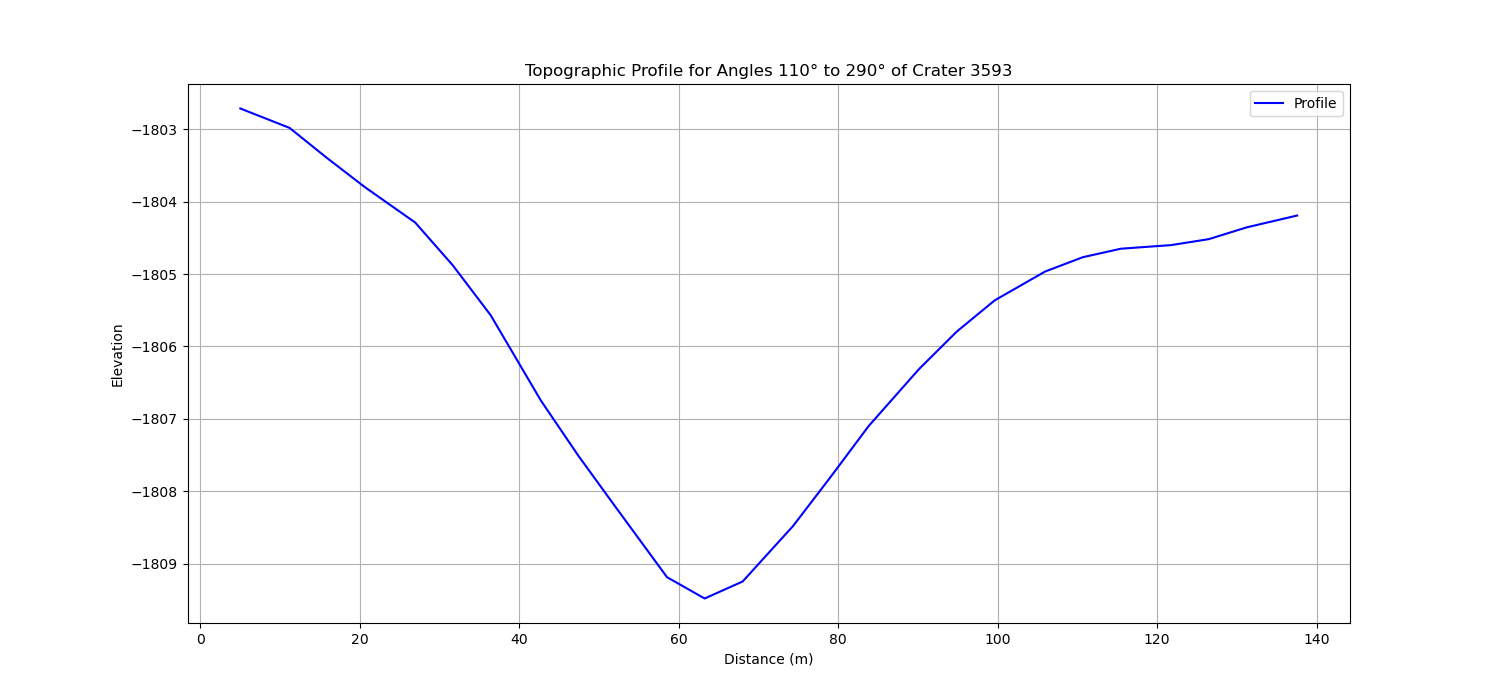 Topographic Profile for Angles 110° to 290° of Crater 3593
Profile
−1803
−1804
−1805
−1806
−1807
−1808
−1809
Elevation
0 20 40 60 80 100 120 140
Distance (m)